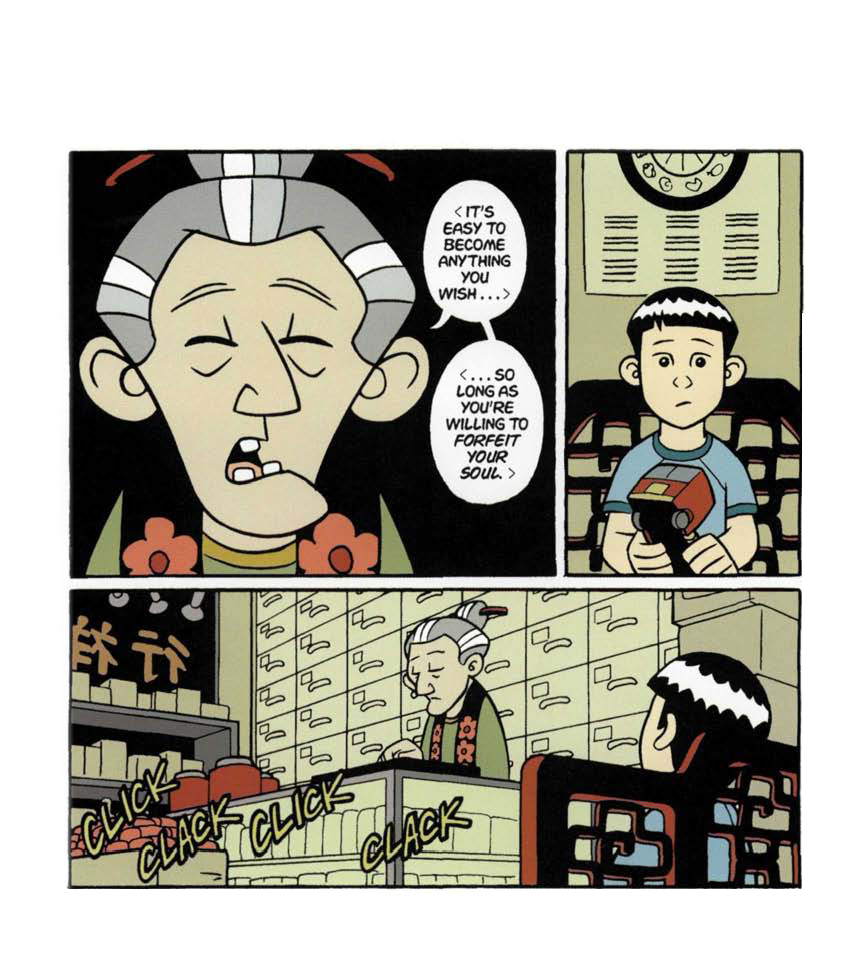 < IT'S
EASY TO
BECOME
ANYTHING
YOU
WISH . . . >
< . . . SO
LONG AS
YOU'RE
WILLING TO
FORFEIT
YOUR
SOUL. >
CLICK
CLACK
CLICK
CLACK